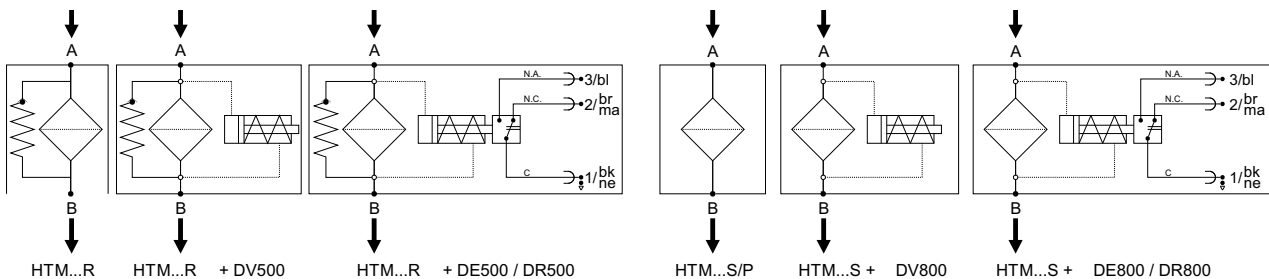 A A A A A A
N.A. 3/bl N.A. 3/bl
N.C. 2/br ma N.C. 2/br ma
C 1/bk ne C 1/bk ne
B B B B B B
HTM...R HTM...R + DV500 HTM...R + DE500 / DR500 HTM...S/P HTM...S + DV800 HTM...S + DE800 / DR800